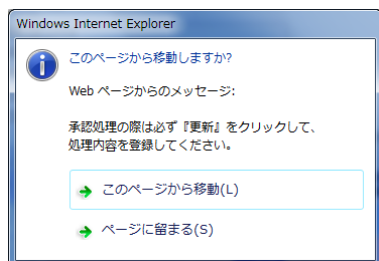 Windows Internet Explorer
このページから移動しますか?
Web ページからのメッセージ:
承認処理の際は必ず『更新』をクリックして、
処理内容を登録してください。
このページから移動(L)
ページに留まる(S)